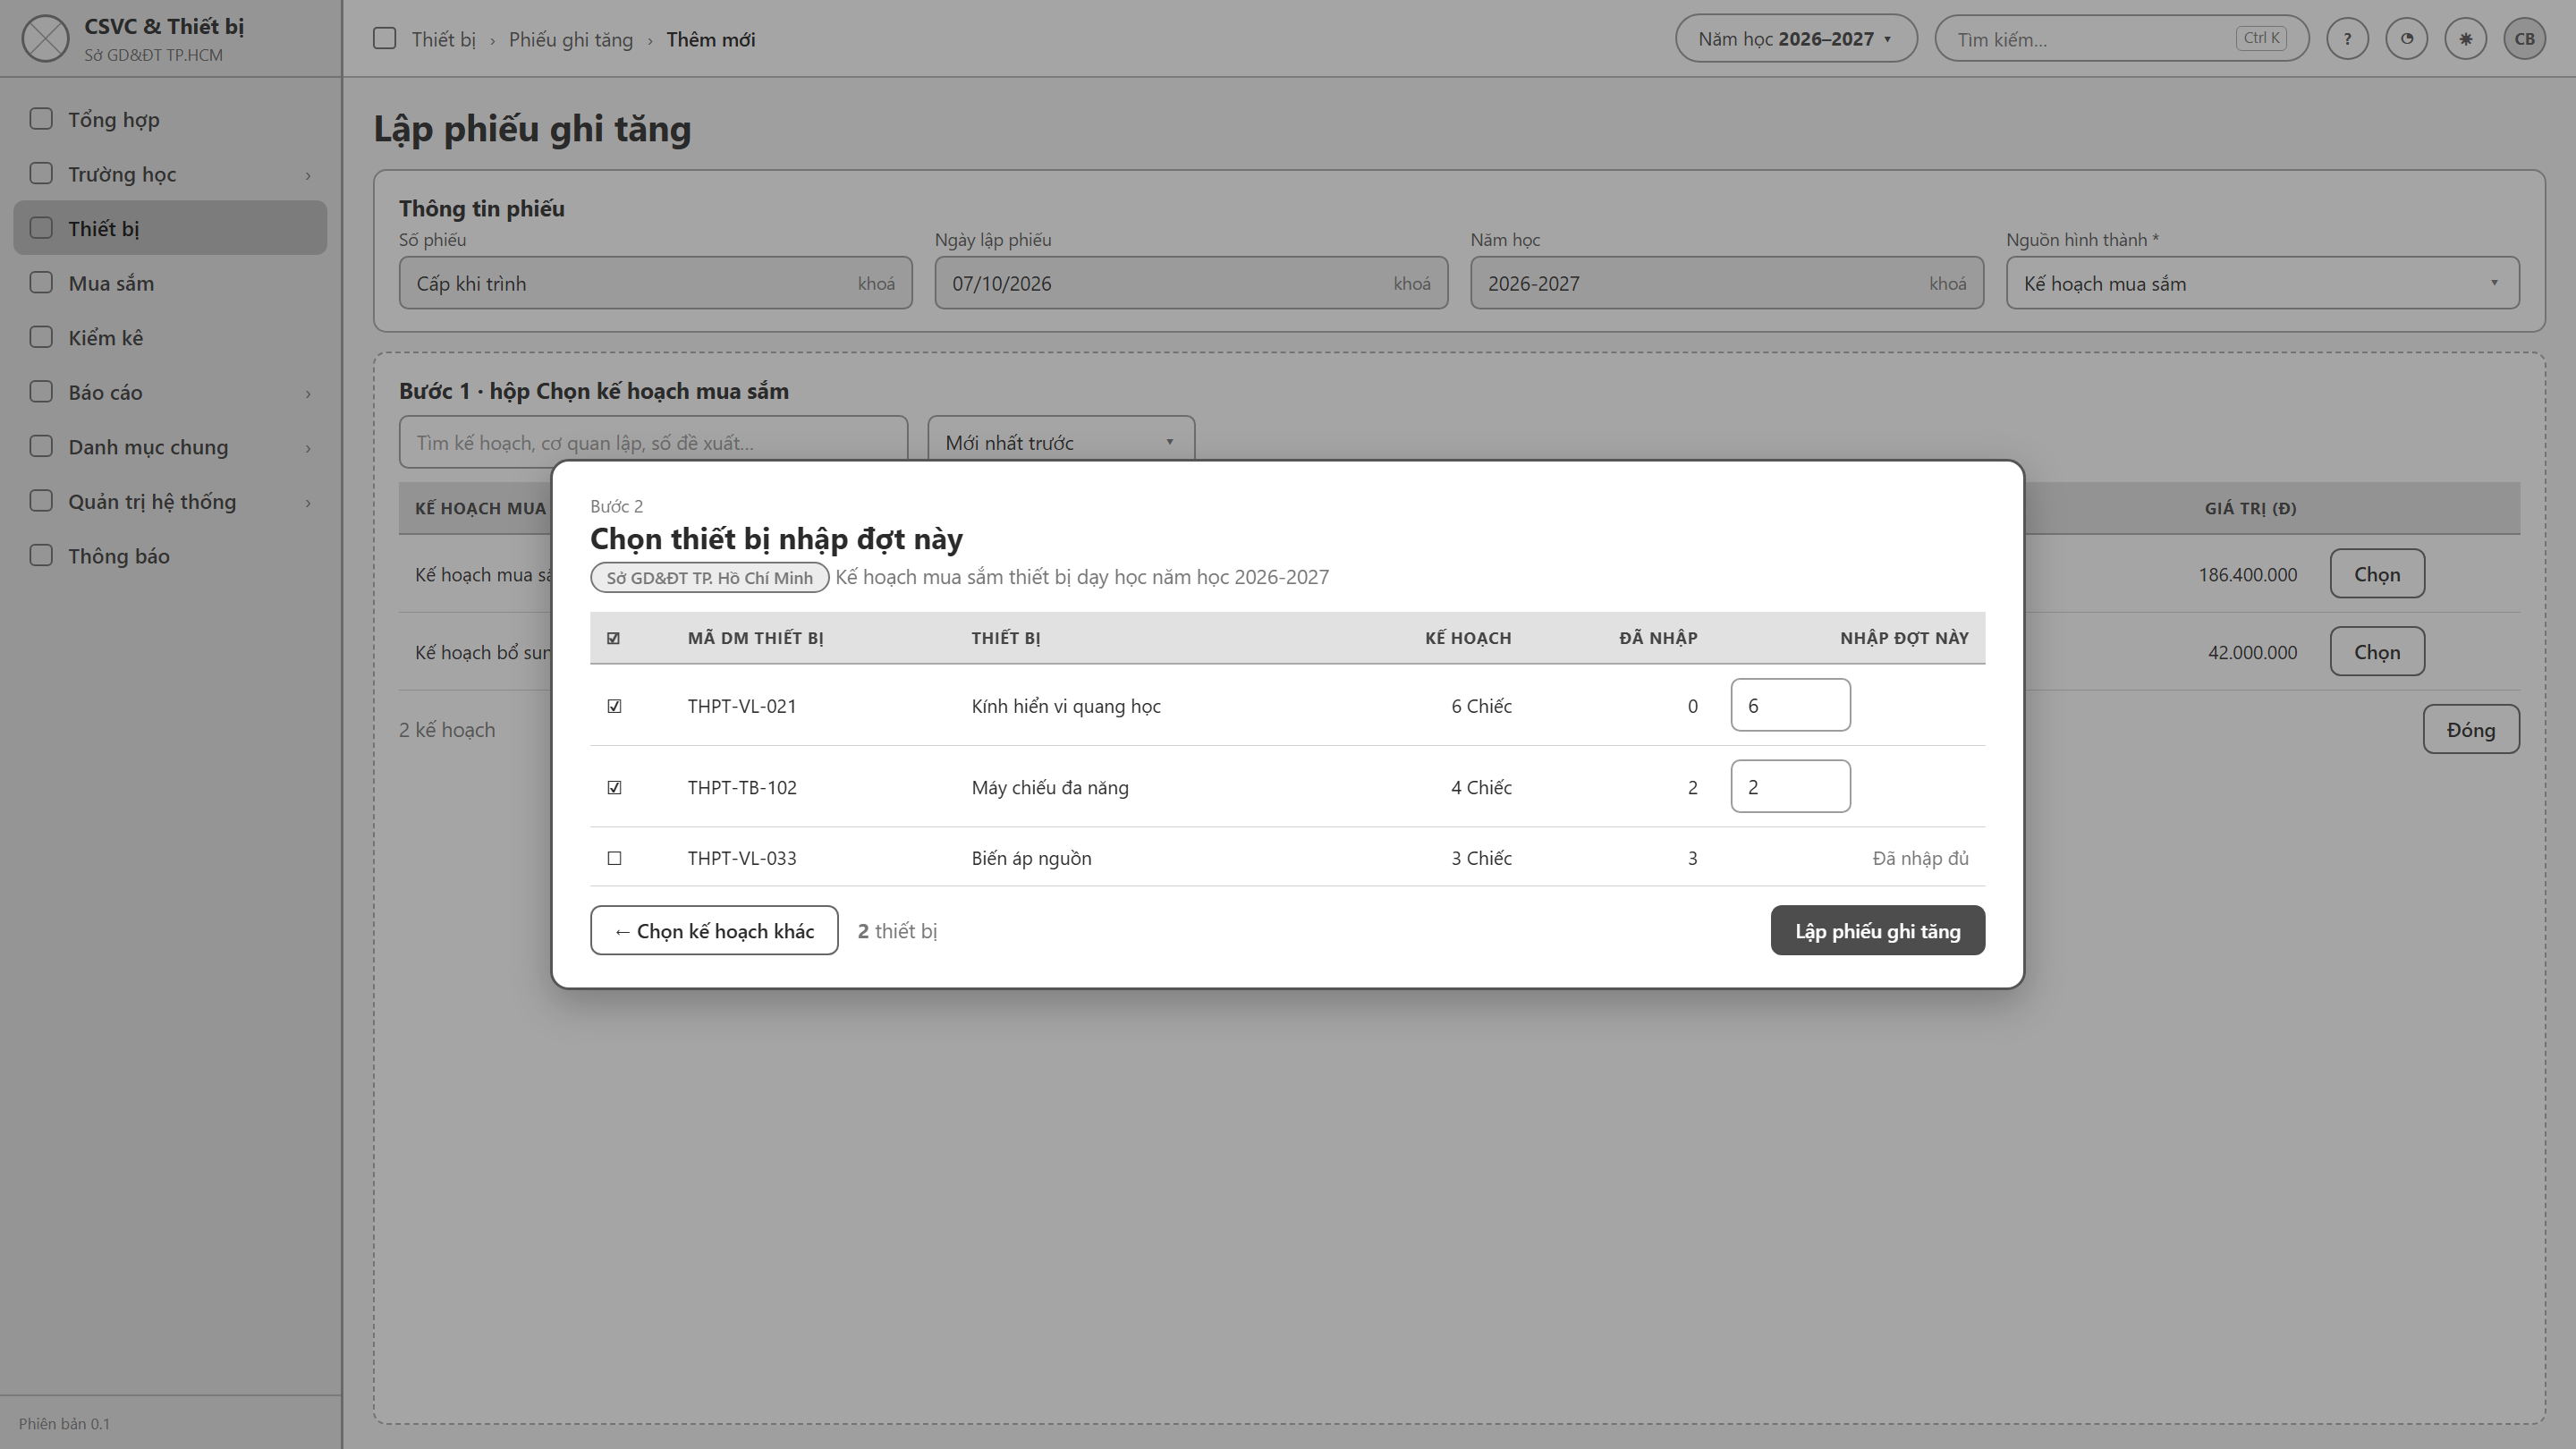 CSVC & Thiết bị
Sở GD&ĐT TP.HCM
Thiết bị › Phiếu ghi tăng › Thêm mới
Năm học 2026–2027 ▾
Tìm kiếm... Ctrl K
?
CB
Tổng hợp
Trường học ›
Thiết bị
Mua sắm
Kiểm kê
Báo cáo ›
Danh mục chung ›
Quản trị hệ thống ›
Thông báo
Phiên bản 0.1
Lập phiếu ghi tăng
Thông tin phiếu
Số phiếu Ngày lập phiếu Năm học Nguồn hình thành *
Cấp khi trình khoá 07/10/2026 khoá 2026-2027 khoá Kế hoạch mua sắm ▾
Bước 1 · hộp Chọn kế hoạch mua sắm
Tìm kế hoạch, cơ quan lập, số đề xuất... Mới nhất trước ▾
KẾ HOẠCH MUA GIÁ TRỊ (Đ)
Kế hoạch mua 186.400.000 Chọn
Kế hoạch bổ 42.000.000 Chọn
2 kế hoạch Đóng
Bước 2
Chọn thiết bị nhập đợt này
Sở GD&ĐT TP. Hồ Chí Minh Kế hoạch mua sắm thiết bị dạy học năm học 2026-2027
☑ MÃ DM THIẾT BỊ THIẾT BỊ KẾ HOẠCH ĐÃ NHẬP NHẬP ĐỢT NÀY
☑ THPT-VL-021 Kính hiển vi quang học 6 Chiếc 0 6
☑ THPT-TB-102 Máy chiếu đa năng 4 Chiếc 2 2
☐ THPT-VL-033 Biến áp nguồn 3 Chiếc 3 Đã nhập đủ
← Chọn kế hoạch khác 2 thiết bị Lập phiếu ghi tăng